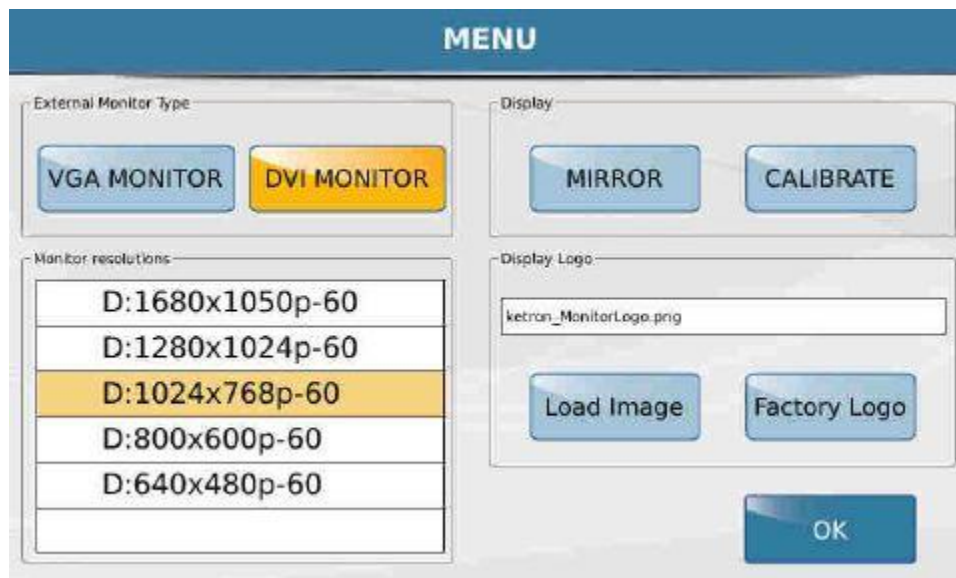 MENU
External Monitor Type
VGA MONITOR
DVI MONITOR
Display
MIRROR
CALIBRATE
Monitor resolutions
D:1680x1050p-60
D:1280x1024p-60
D:1024x768p-60
D:800x600p-60
D:640x480p-60
Display Logo
ketron_MonitorLogo.png
Load Image
Factory Logo
OK